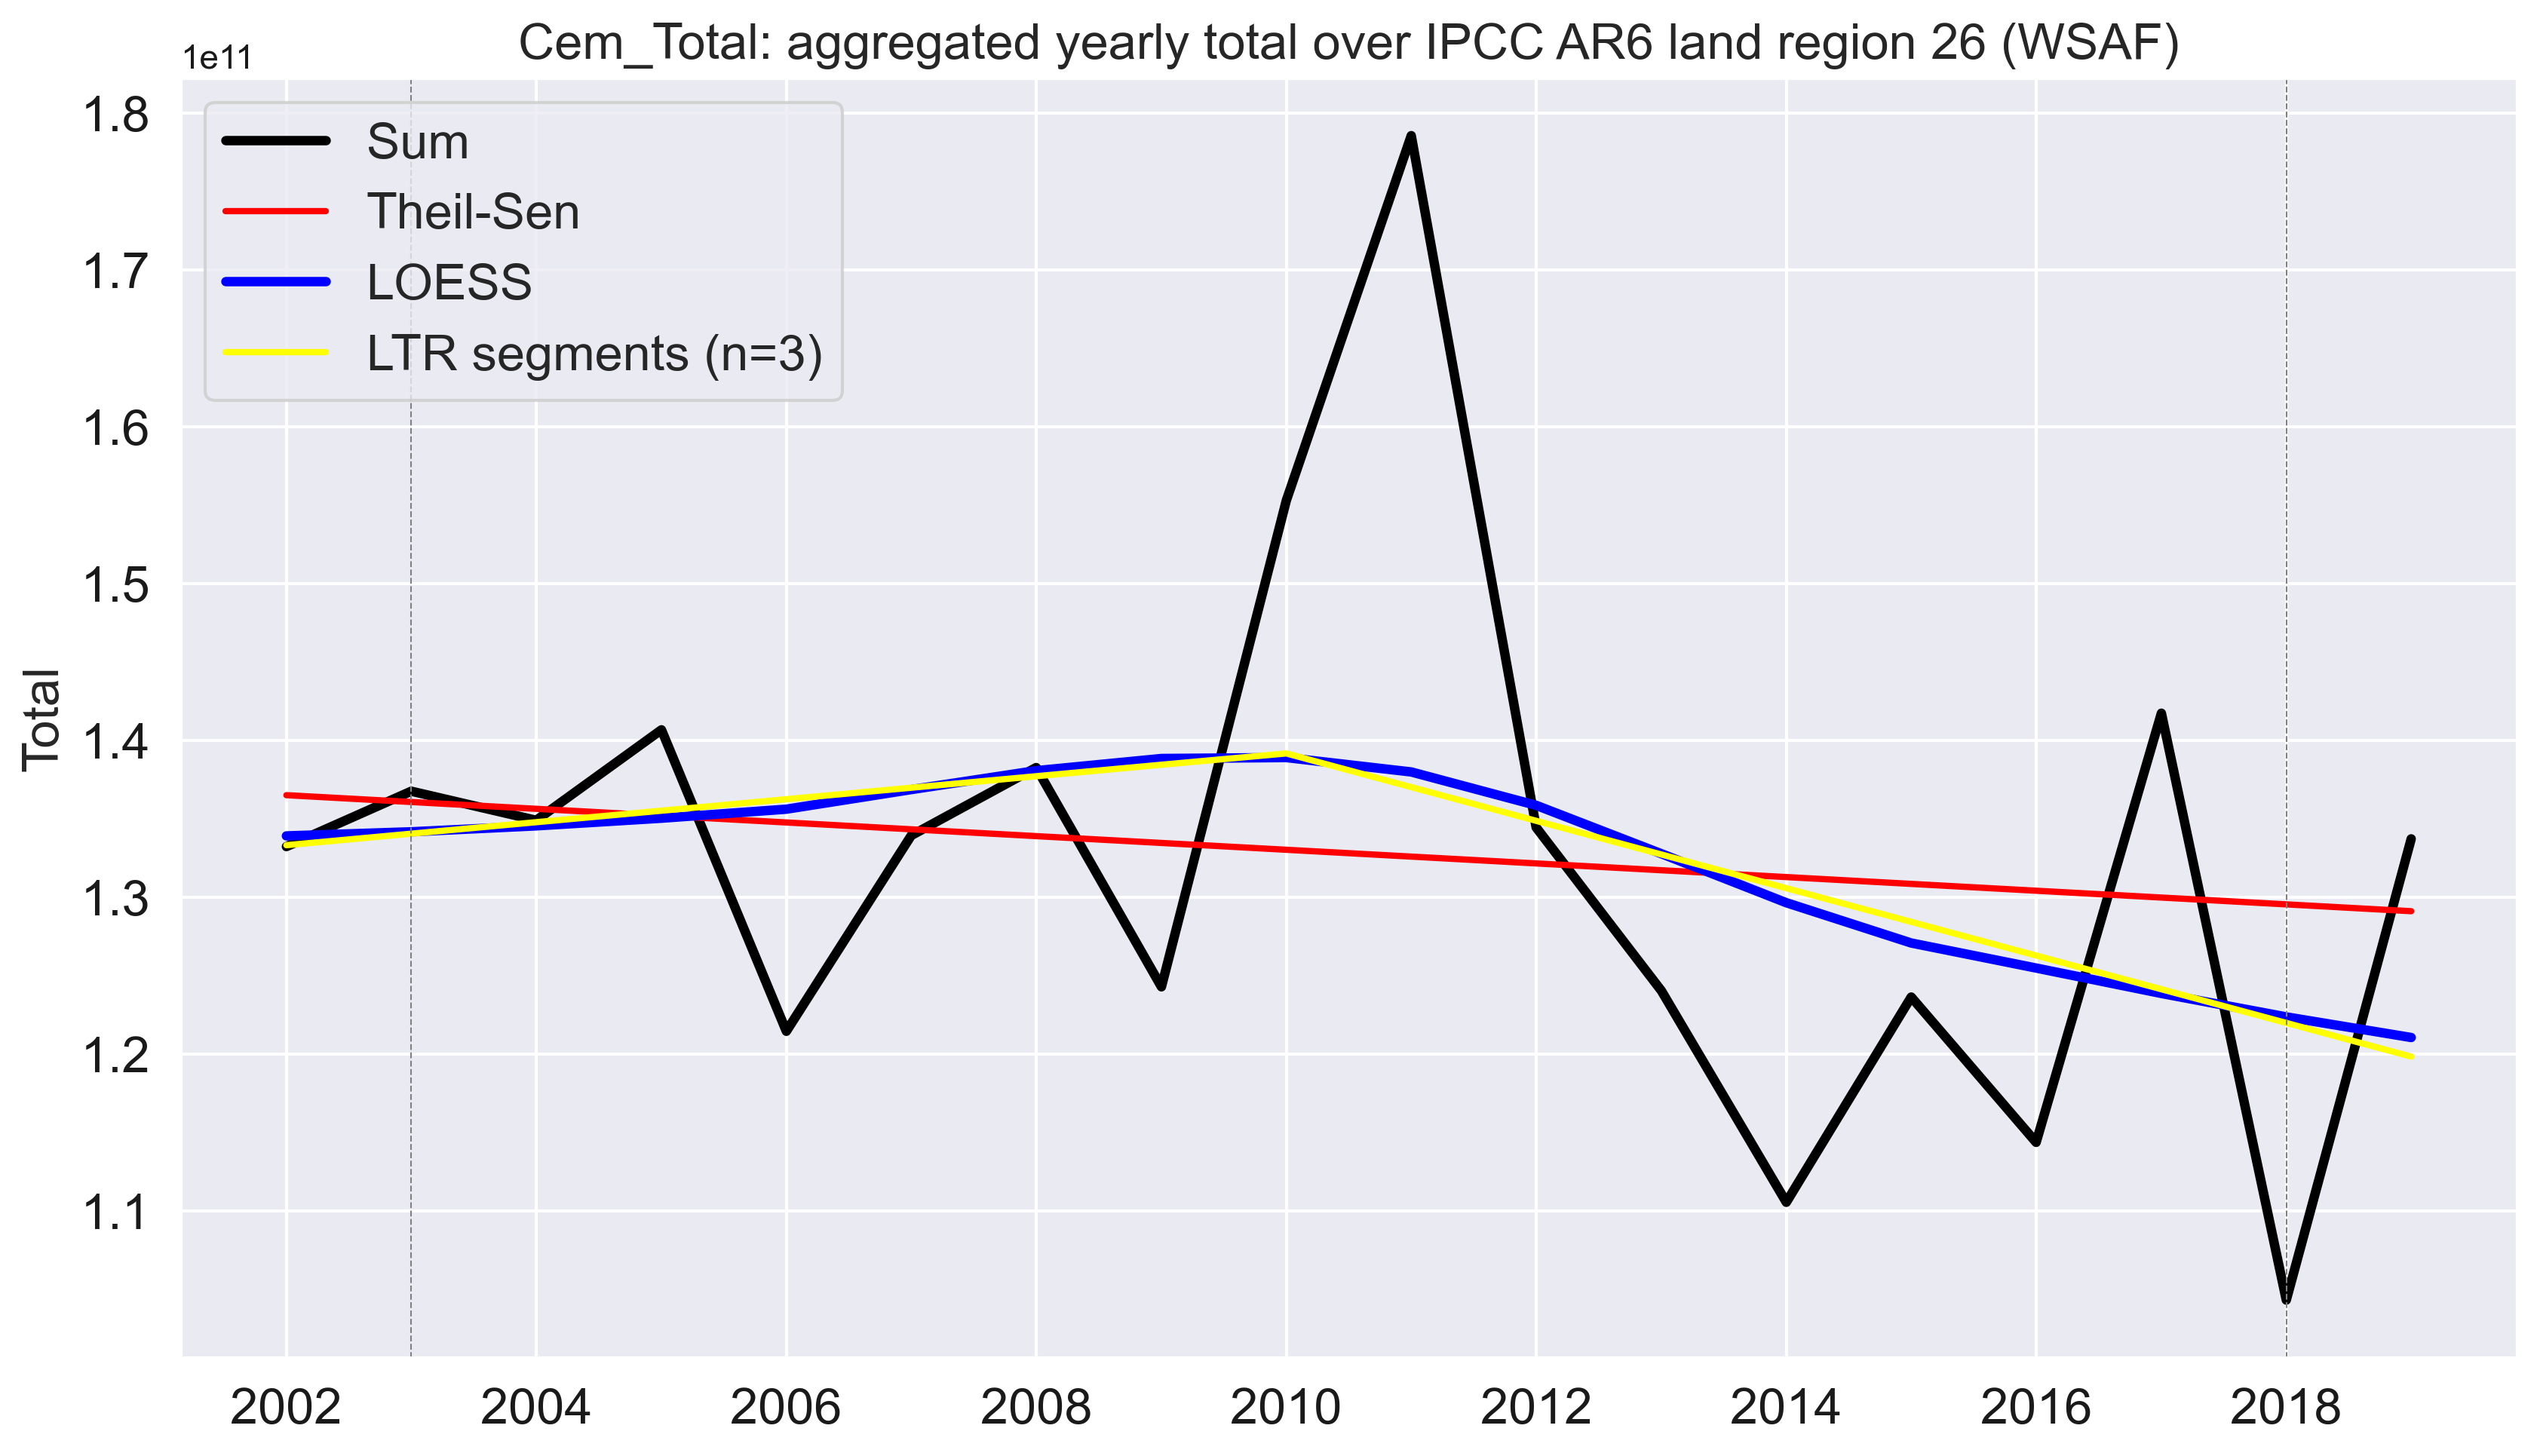 Cem_Total: aggregated yearly total over IPCC AR6 land region 26 (WSAF)
1e11
Sum
Theil-Sen
LOESS
LTR segments (n=3)
Total
1.8
1.7
1.6
1.5
1.4
1.3
1.2
1.1
2002 2004 2006 2008 2010 2012 2014 2016 2018